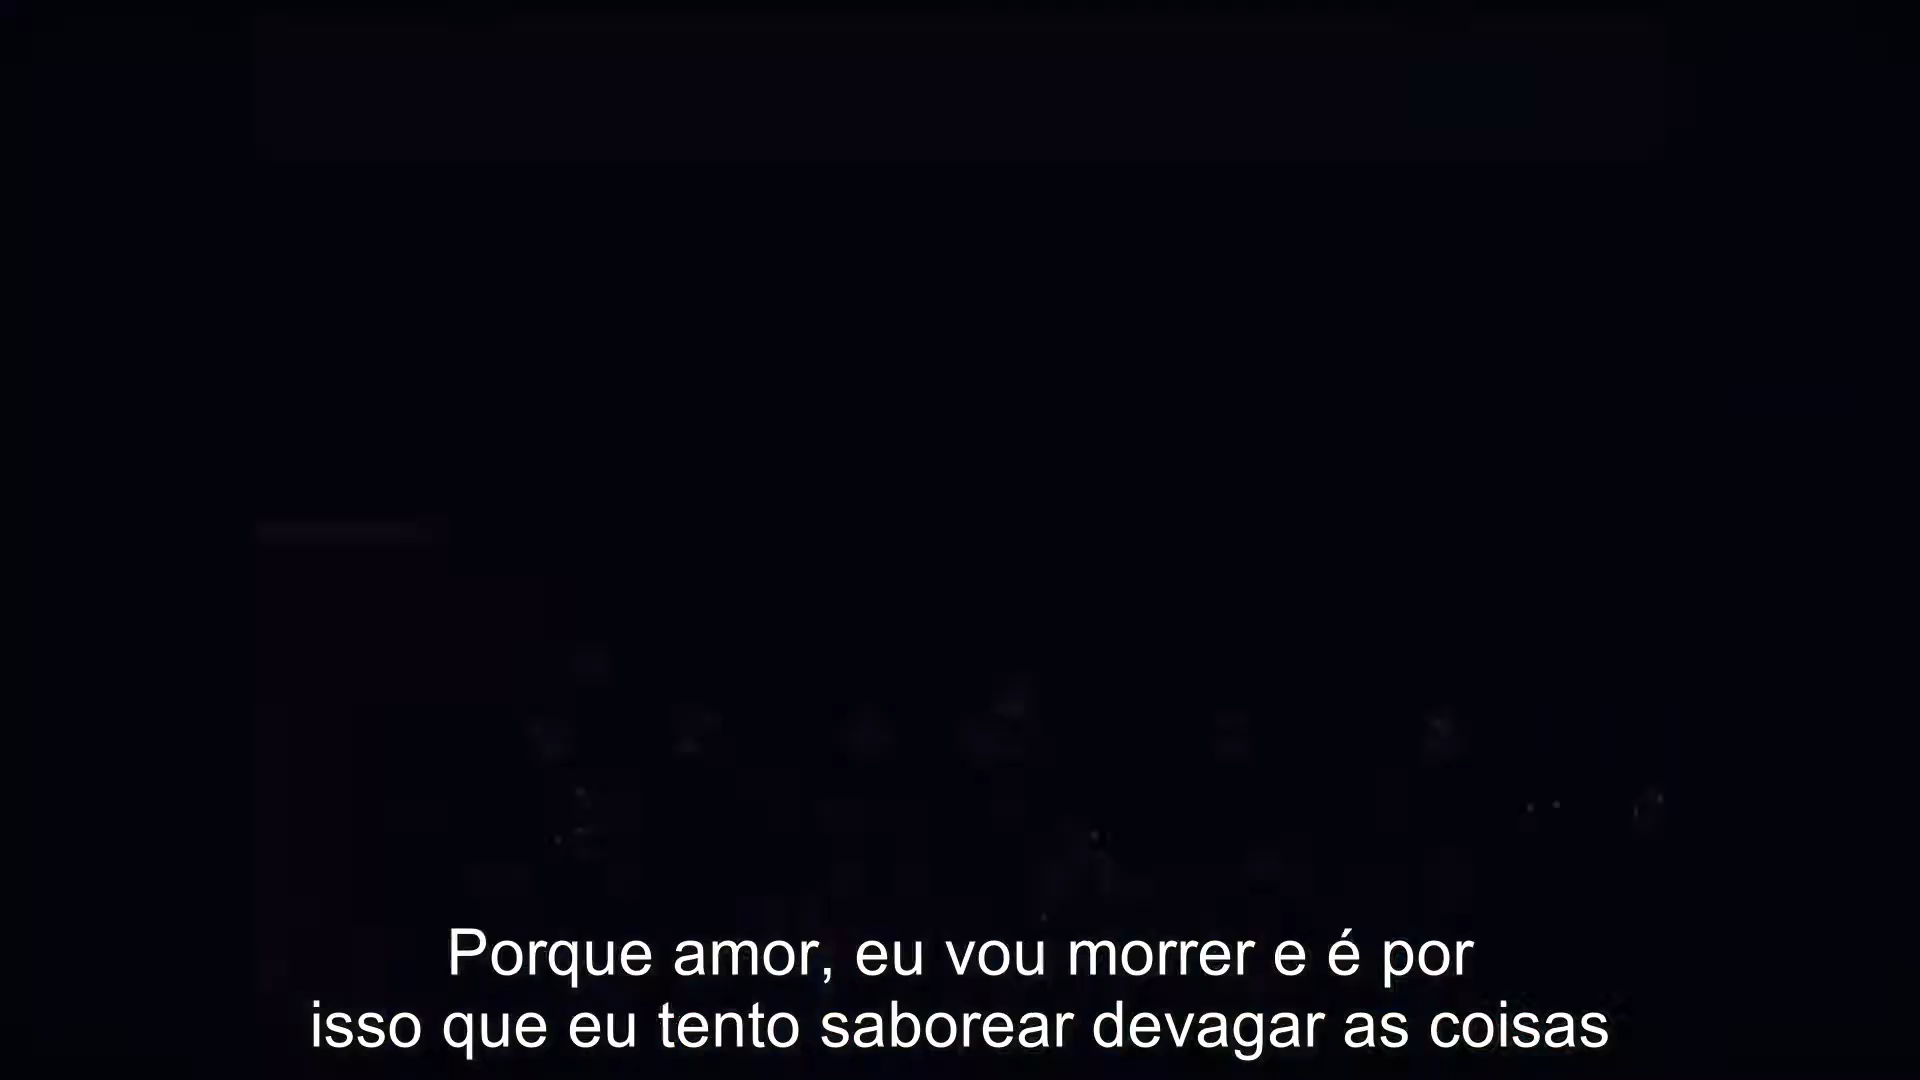 Porque amor, eu vou morrer e é por
isso que eu tento saborear devagar as coisas